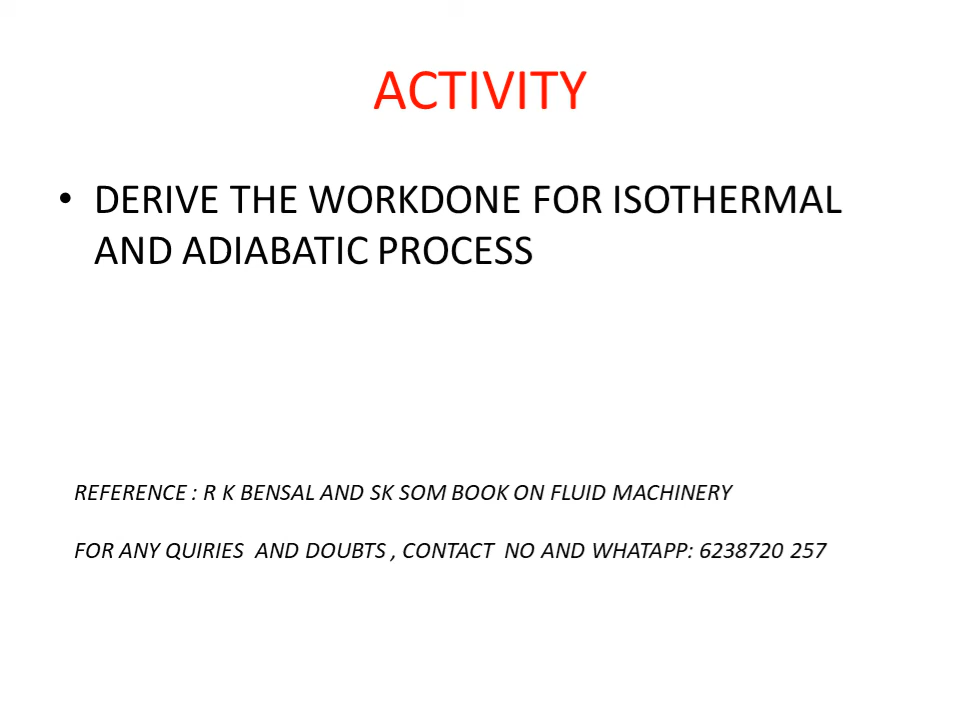 ACTIVITY
• DERIVE THE WORKDONE FOR ISOTHERMAL
AND ADIABATIC PROCESS
REFERENCE : R K BENSAL AND SK SOM BOOK ON FLUID MACHINERY
FOR ANY QUIRIES AND DOUBTS , CONTACT NO AND WHATAPP: 6238720 257